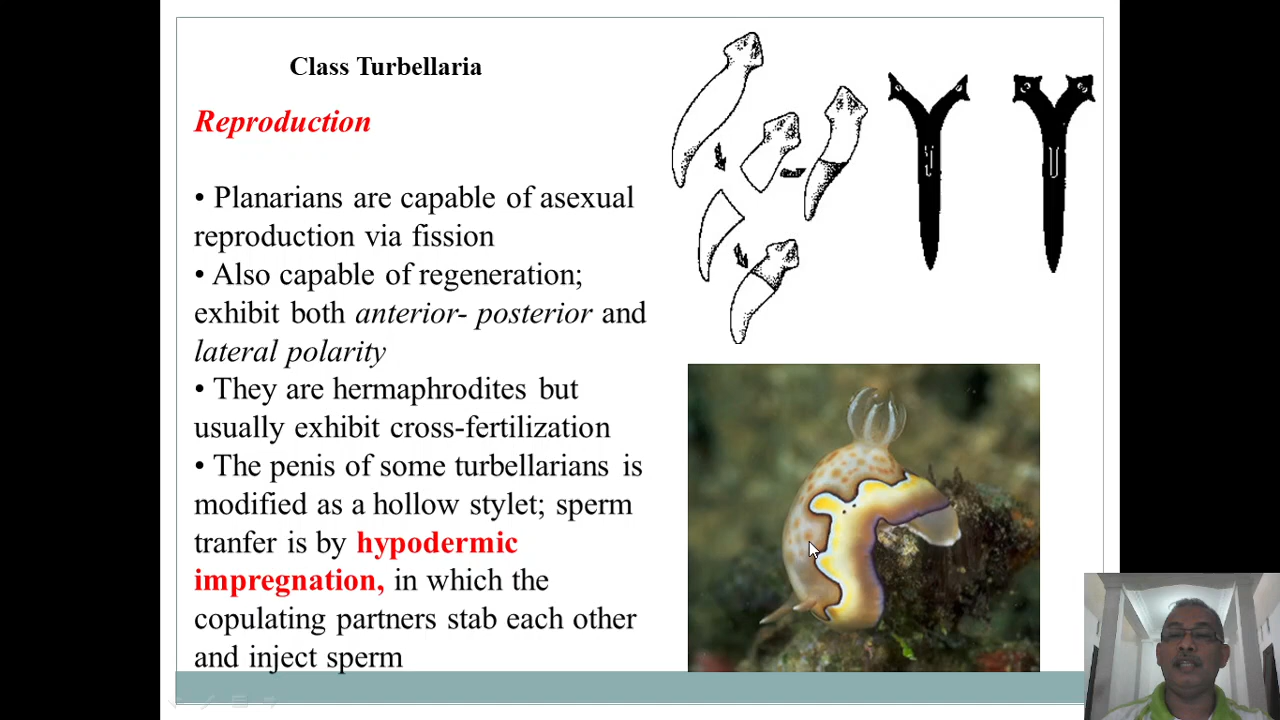 Class Turbellaria
Reproduction
• Planarians are capable of asexual
reproduction via fission
• Also capable of regeneration;
exhibit both anterior- posterior and
lateral polarity
• They are hermaphrodites but
usually exhibit cross-fertilization
• The penis of some turbellarians is
modified as a hollow stylet; sperm
tranfer is by hypodermic
impregnation, in which the
copulating partners stab each other
and inject sperm